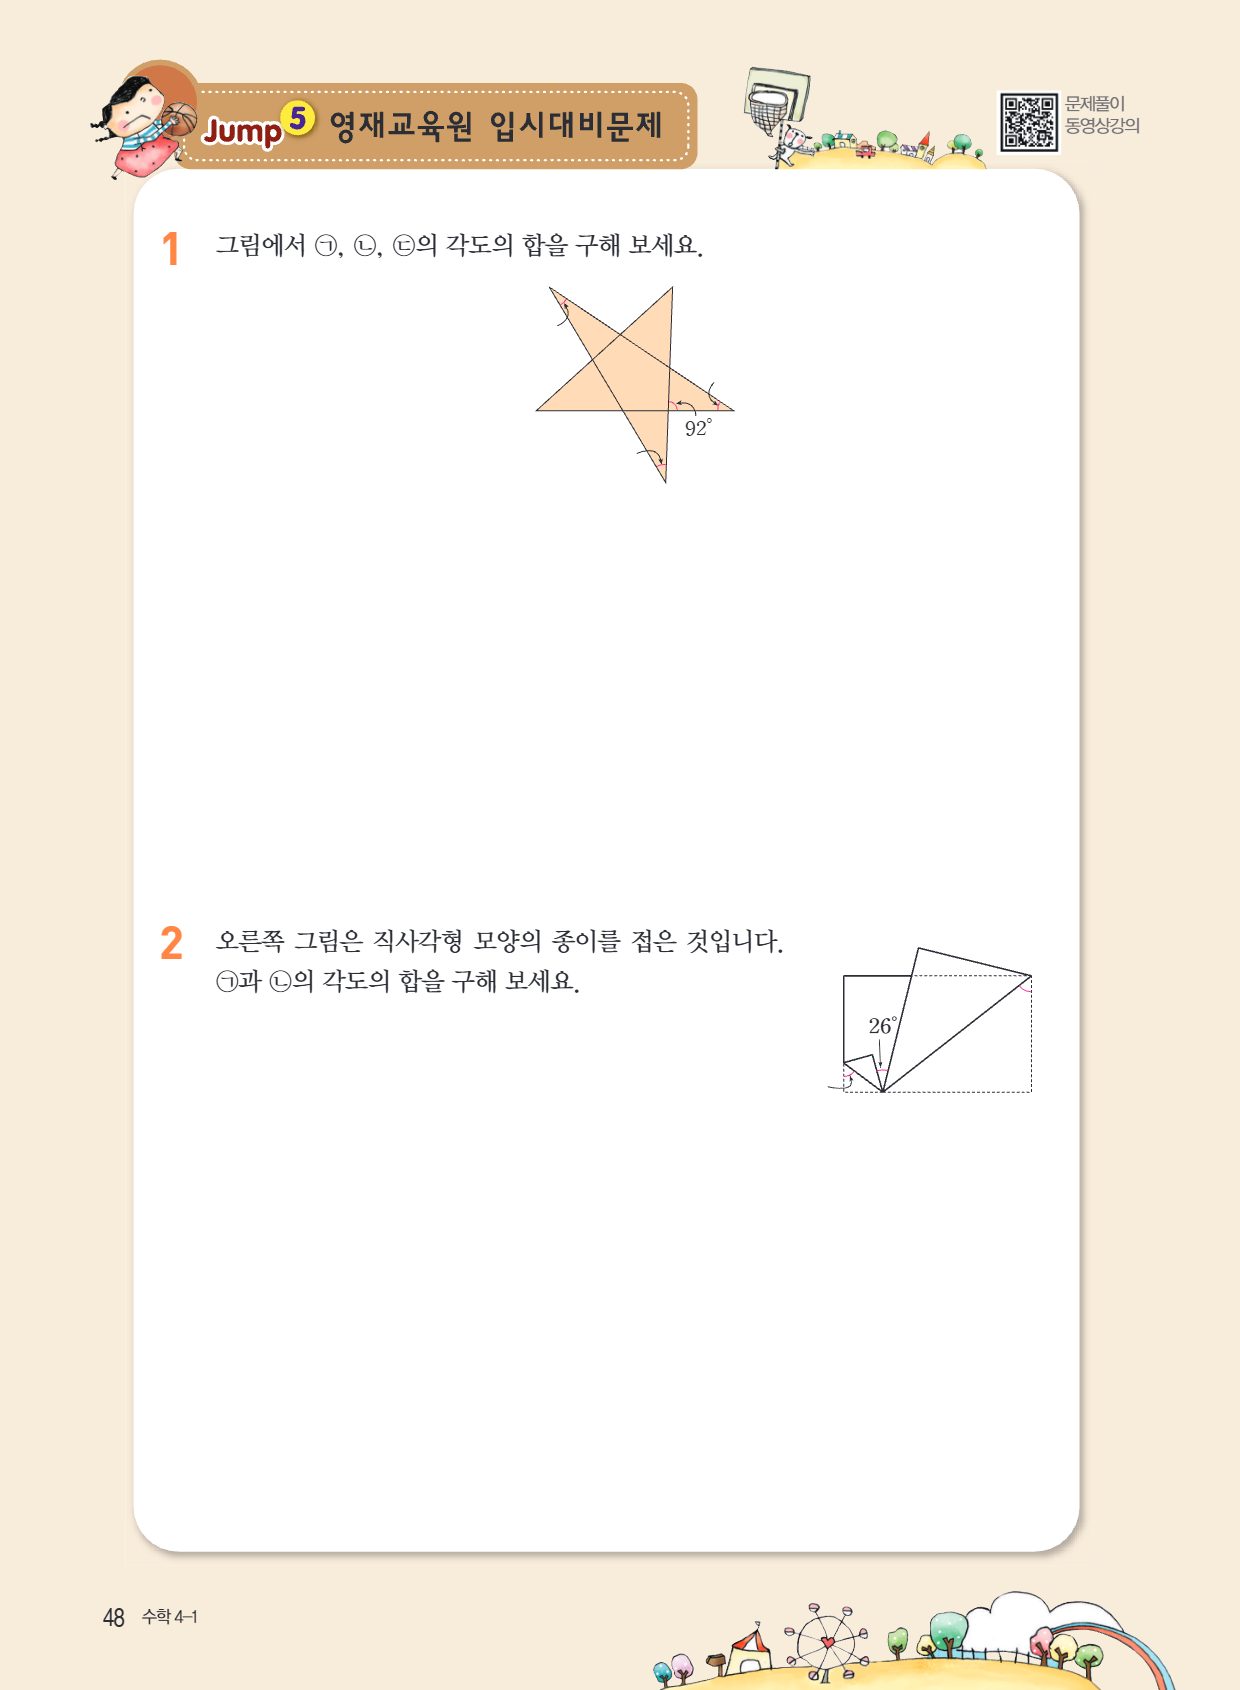 Jump 5 영재교육원 입시대비문제
문제풀이
동영상강의
1 그림에서 ㉠, ㉡, ㉢의 각도의 합을 구해 보세요.
92°
2 오른쪽 그림은 직사각형 모양의 종이를 접은 것입니다.
㉠과 ㉡의 각도의 합을 구해 보세요.
26°
48 수학 4-1